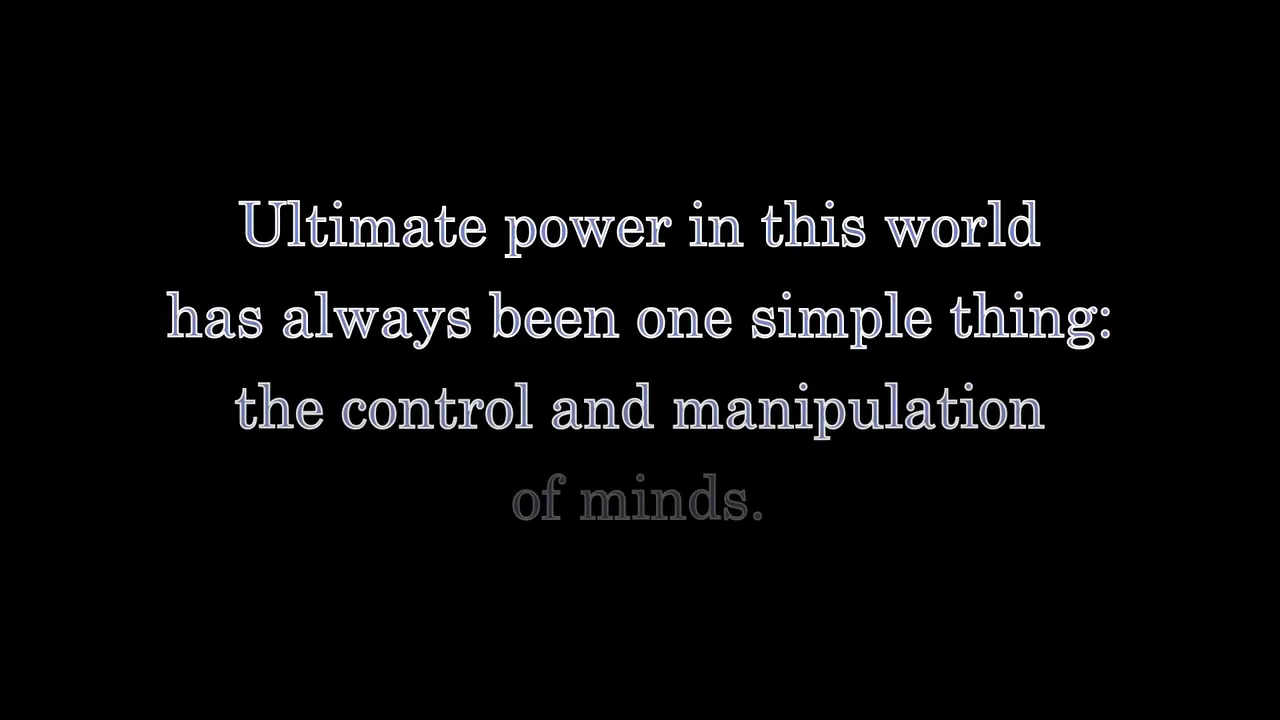 Ultimate power in this world
has always been one simple thing:
the control and manipulation
of minds.